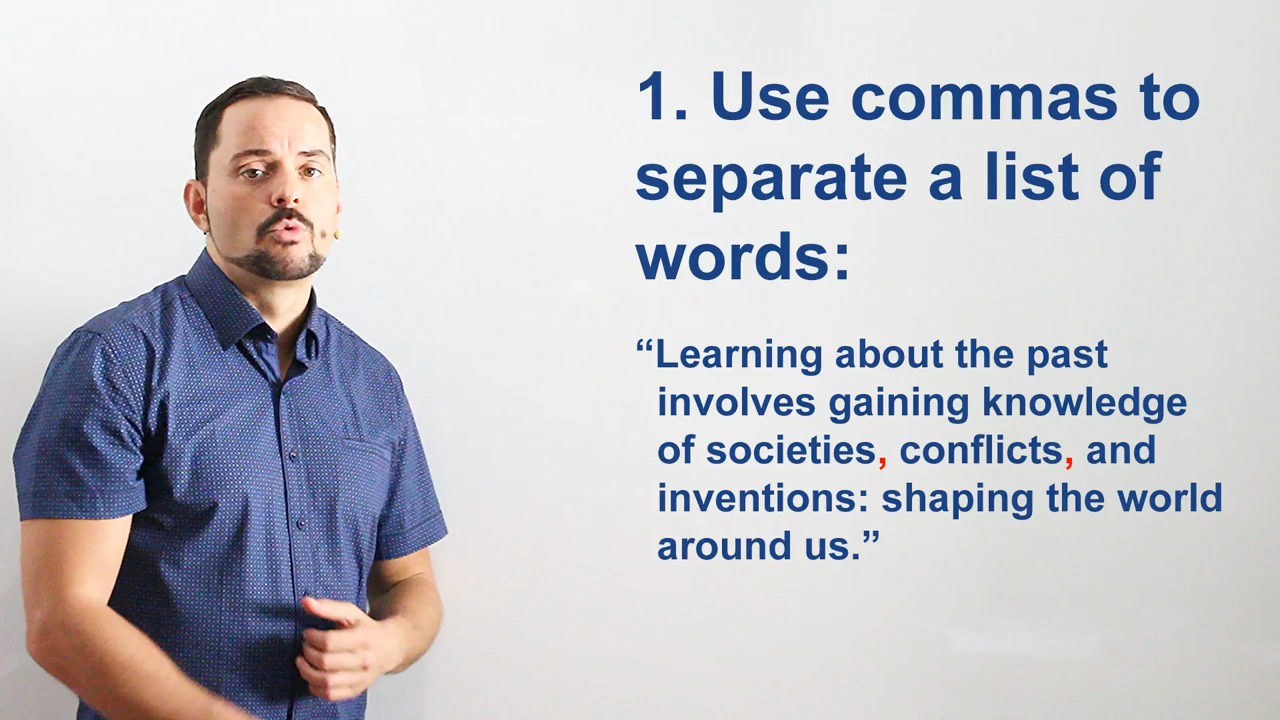 1. Use commas to
separate a list of
words:
“Learning about the past
involves gaining knowledge
of societies, conflicts, and
inventions: shaping the world
around us.”